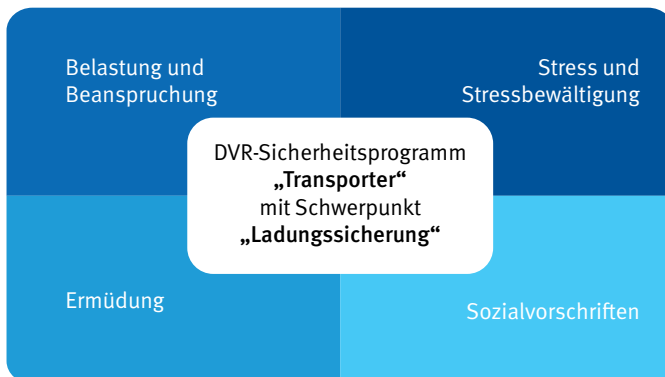 Belastung und
Beanspruchung
Stress und
Stressbewältigung
DVR-Sicherheitsprogramm
„Transporter“
mit Schwerpunkt
„Ladungssicherung“
Ermüdung
Sozialvorschriften